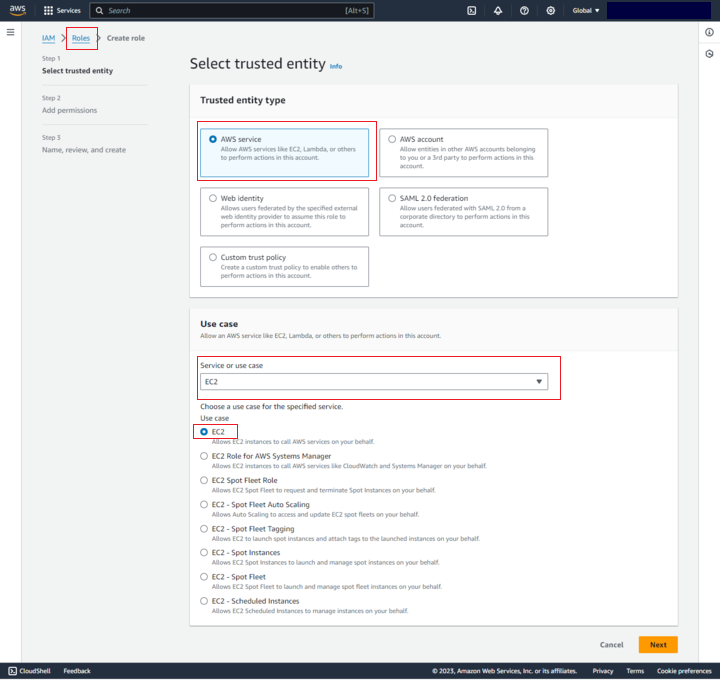 aws
Services
Search
[Alt+S]
Global
IAM
Roles
Create role
Step 1
Select trusted entity
Step 2
Add permissions
Step 3
Name, review, and create
Select trusted entity Info
Trusted entity type
AWS service
Allow AWS services like EC2, Lambda, or others
to perform actions in this account.
AWS account
Allow entities in other AWS accounts belonging
to you or a 3rd party to perform actions in this
account.
Web identity
Allows users federated by the specified external
web identity provider to assume this role to
perform actions in this account.
SAML 2.0 federation
Allow users federated with SAML 2.0 from a
corporate directory to perform actions in this
account.
Custom trust policy
Create a custom trust policy to enable others to
perform actions in this account.
Use case
Allow an AWS service like EC2, Lambda, or others to perform actions in this account.
Service or use case
EC2
Choose a use case for the specified service.
Use case
EC2
Allows EC2 instances to call AWS services on your behalf.
EC2 Role for AWS Systems Manager
Allows EC2 instances to call AWS services like CloudWatch and Systems Manager on your behalf.
EC2 Spot Fleet Role
Allows EC2 Spot Fleet to request and terminate Spot Instances on your behalf.
EC2 - Spot Fleet Auto Scaling
Allows Auto Scaling to access and update EC2 spot fleets on your behalf.
EC2 - Spot Fleet Tagging
Allows EC2 to launch spot instances and attach tags to the launched instances on your behalf.
EC2 - Spot Instances
Allows EC2 Spot Instances to launch and manage spot instances on your behalf.
EC2 - Spot Fleet
Allows EC2 Spot Fleet to launch and manage spot fleet instances on your behalf.
EC2 - Scheduled Instances
Allows EC2 Scheduled Instances to manage instances on your behalf.
Cancel
Next
CloudShell
Feedback
© 2023, Amazon Web Services, Inc. or its affiliates.
Privacy
Terms
Cookie preferences